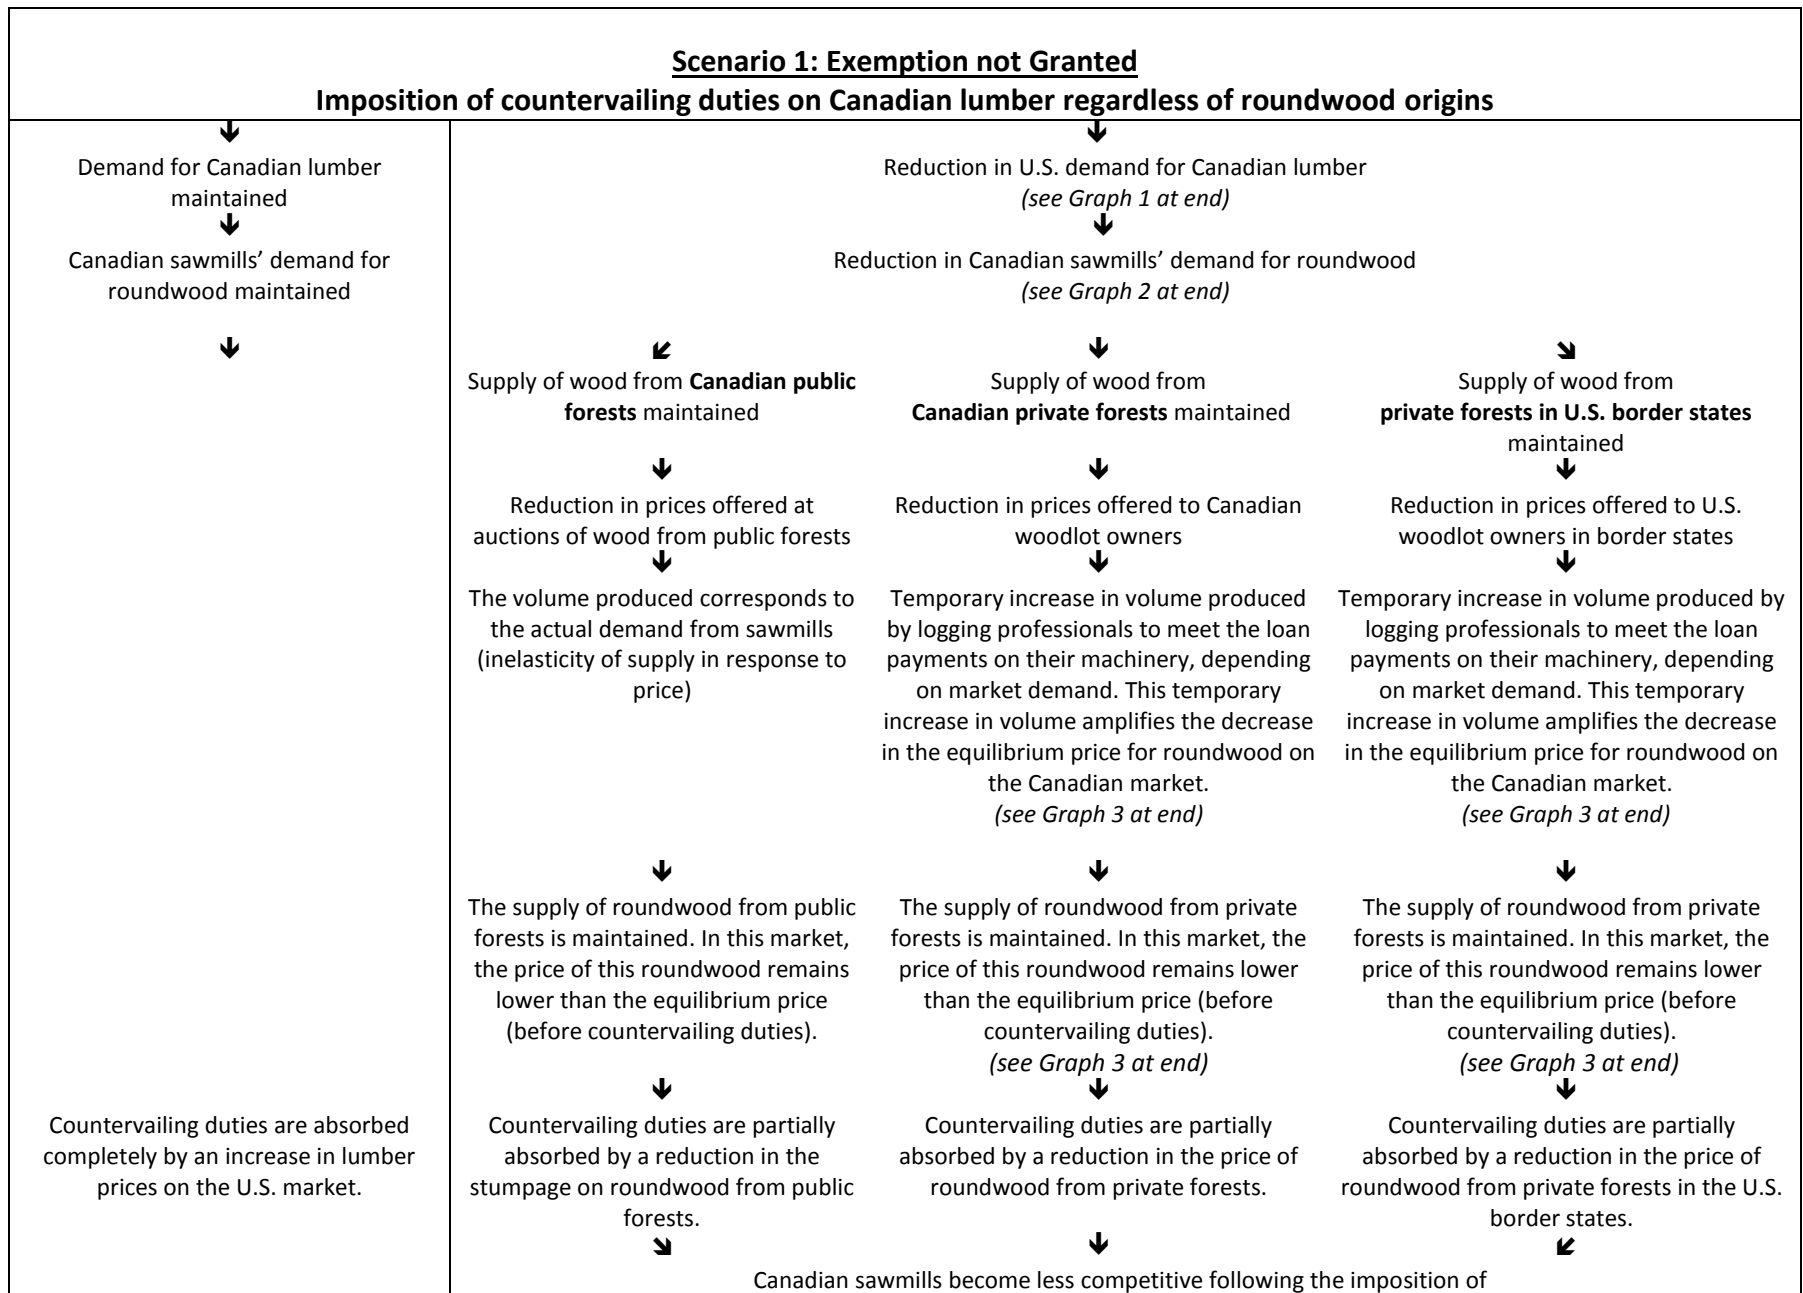 Scenario 1: Exemption not Granted
Imposition of countervailing duties on Canadian lumber regardless of roundwood origins
Demand for Canadian lumber
maintained
Canadian sawmills’ demand for
roundwood maintained
Countervailing duties are absorbed
completely by an increase in lumber
prices on the U.S. market.
Reduction in U.S. demand for Canadian lumber
(see Graph 1 at end)
Reduction in Canadian sawmills’ demand for roundwood
(see Graph 2 at end)
Supply of wood from Canadian public
forests maintained
Reduction in prices offered at
auctions of wood from public forests
The volume produced corresponds to
the actual demand from sawmills
(inelasticity of supply in response to
price)
The supply of roundwood from public
forests is maintained. In this market,
the price of this roundwood remains
lower than the equilibrium price
(before countervailing duties).
Countervailing duties are partially
absorbed by a reduction in the
stumpage on roundwood from public
forests.
Supply of wood from
Canadian private forests maintained
Reduction in prices offered to Canadian
woodlot owners
Temporary increase in volume produced
by logging professionals to meet the loan
payments on their machinery, depending
on market demand. This temporary
increase in volume amplifies the decrease
in the equilibrium price for roundwood on
the Canadian market.
(see Graph 3 at end)
The supply of roundwood from private
forests is maintained. In this market, the
price of this roundwood remains lower
than the equilibrium price (before
countervailing duties).
(see Graph 3 at end)
Countervailing duties are partially
absorbed by a reduction in the price of
roundwood from private forests.
Supply of wood from
private forests in U.S. border states
maintained
Reduction in prices offered to U.S.
woodlot owners in border states
Temporary increase in volume produced by
logging professionals to meet the loan
payments on their machinery, depending
on market demand. This temporary
increase in volume amplifies the decrease
in the equilibrium price for roundwood on
the Canadian market.
(see Graph 3 at end)
The supply of roundwood from private
forests is maintained. In this market, the
price of this roundwood remains lower
than the equilibrium price (before
countervailing duties).
(see Graph 3 at end)
Countervailing duties are partially
absorbed by a reduction in the price of
roundwood from private forests in the U.S.
border states.
Canadian sawmills become less competitive following the imposition of